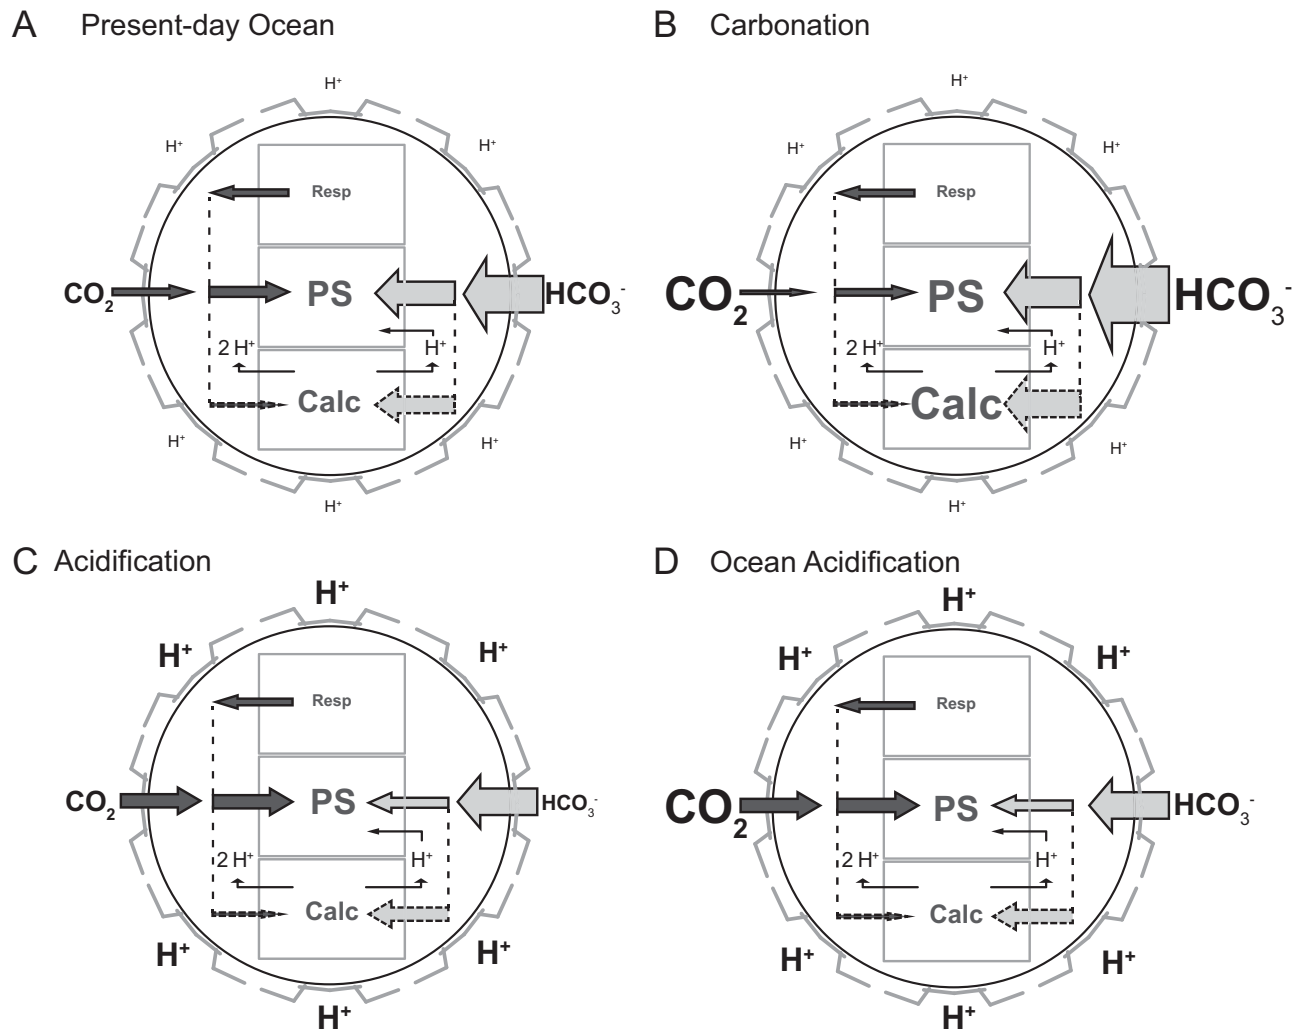 A Present-day Ocean
H⁺
H⁺ H⁺
Resp
CO₂ PS HCO₃⁻
2 H⁺ H⁺
Calc
H⁺ H⁺
H⁺
B Carbonation
H⁺
H⁺ H⁺
Resp
CO₂ PS HCO₃⁻
2 H⁺ H⁺
Calc
H⁺ H⁺
H⁺
C Acidification
H⁺
H⁺ H⁺
Resp
CO₂ PS HCO₃⁻
2 H⁺ H⁺
Calc
H⁺ H⁺
H⁺
D Ocean Acidification
H⁺
H⁺ H⁺
Resp
CO₂ PS HCO₃⁻
2 H⁺ H⁺
Calc
H⁺ H⁺
H⁺